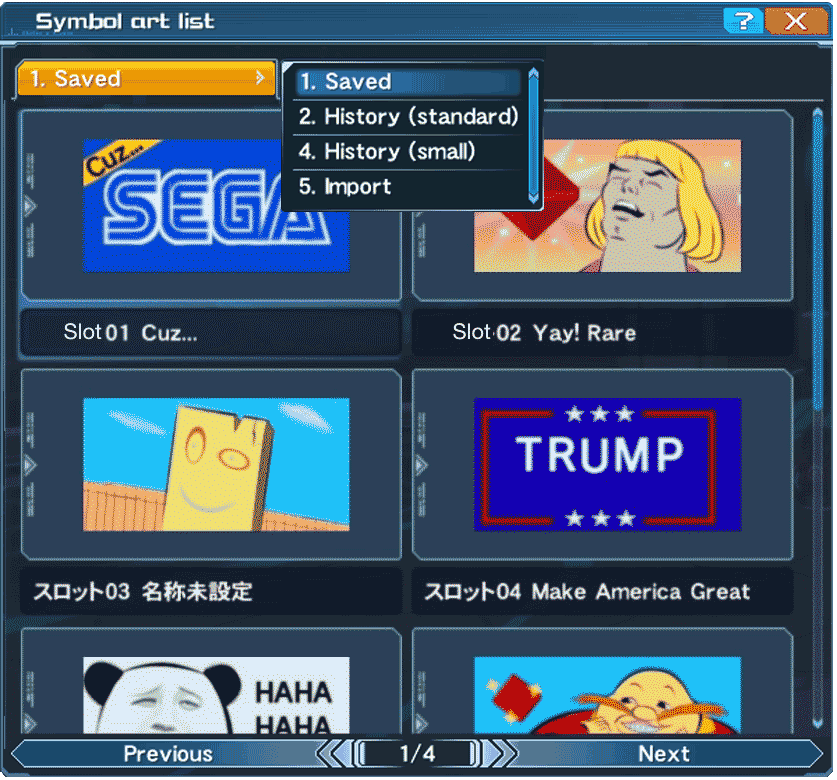 Symbol art list
?
1. Saved
1. Saved
2. History (standard)
4. History (small)
5. Import
Cuz...
SEGA
Slot 01 Cuz...
Slot 02 Yay! Rare
TRUMP
スロット03 名称未設定
スロット04 Make America Great
HAHA
HAHA
Previous
1/4
Next